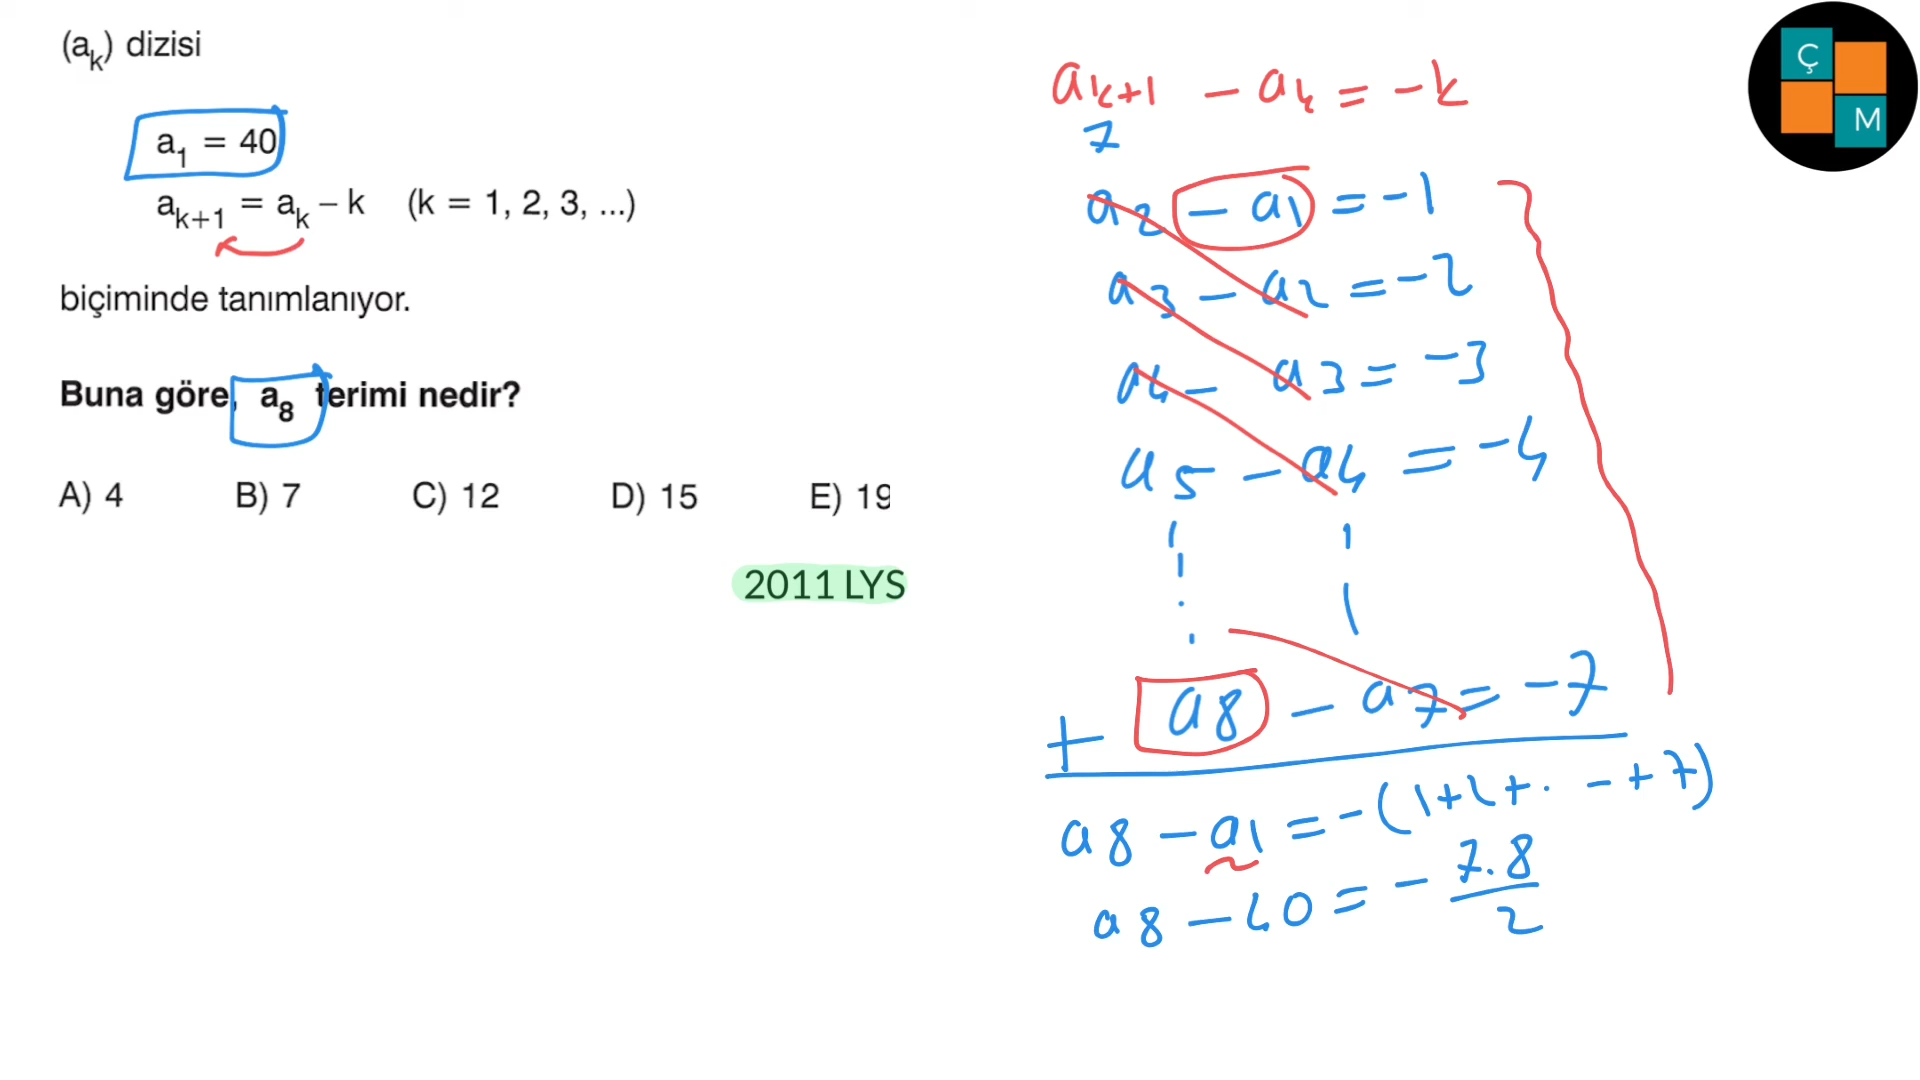 (aₖ) dizisi
a₁ = 40
aₖ₊₁ = aₖ – k (k = 1, 2, 3, ...)
biçiminde tanımlanıyor.
Buna göre, a₈ terimi nedir?
A) 4 B) 7 C) 12 D) 15 E) 19
2011 LYS
aₖ₊₁ – aₖ = –k
7
a₂ – a₁ = –1
a₃ – a₂ = –2
a₄ – a₃ = –3
a₅ – a₄ = –4
+ a₈ – a₇ = –7
a₈ – a₁ = –(1+2+. – +7)
a₈ – 40 = – 7.8/2
Ç
M